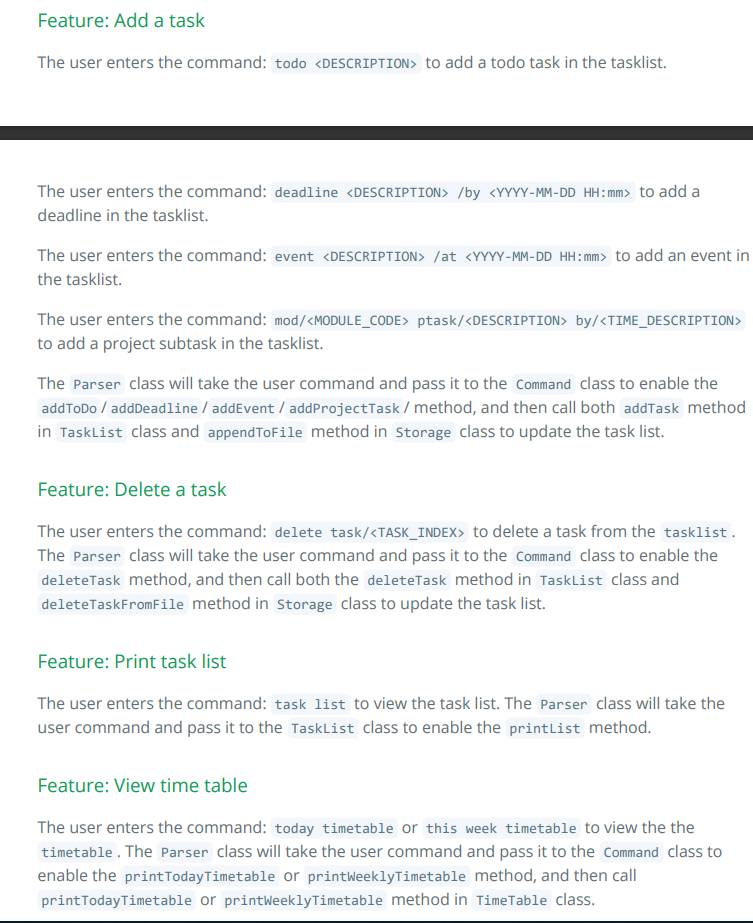 Feature: Add a task
The user enters the command: todo <DESCRIPTION> to add a todo task in the tasklist.
The user enters the command: deadline <DESCRIPTION> /by <YYYY-MM-DD HH:mm> to add a
deadline in the tasklist.
The user enters the command: event <DESCRIPTION> /at <YYYY-MM-DD HH:mm> to add an event in
the tasklist.
The user enters the command: mod/<MODULE_CODE> ptask/<DESCRIPTION> by/<TIME_DESCRIPTION>
to add a project subtask in the tasklist.
The Parser class will take the user command and pass it to the Command class to enable the
addToDo / addDeadline / addEvent / addProjectTask / method, and then call both addTask method
in TaskList class and appendToFile method in Storage class to update the task list.
Feature: Delete a task
The user enters the command: delete task/<TASK_INDEX> to delete a task from the tasklist.
The Parser class will take the user command and pass it to the Command class to enable the
deleteTask method, and then call both the deleteTask method in TaskList class and
deleteTaskFromFile method in Storage class to update the task list.
Feature: Print task list
The user enters the command: task list to view the task list. The Parser class will take the
user command and pass it to the TaskList class to enable the printList method.
Feature: View time table
The user enters the command: today timetable or this week timetable to view the the
timetable. The Parser class will take the user command and pass it to the Command class to
enable the printTodayTimetable or printWeeklyTimetable method, and then call
printTodayTimetable or printWeeklyTimetable method in TimeTable class.